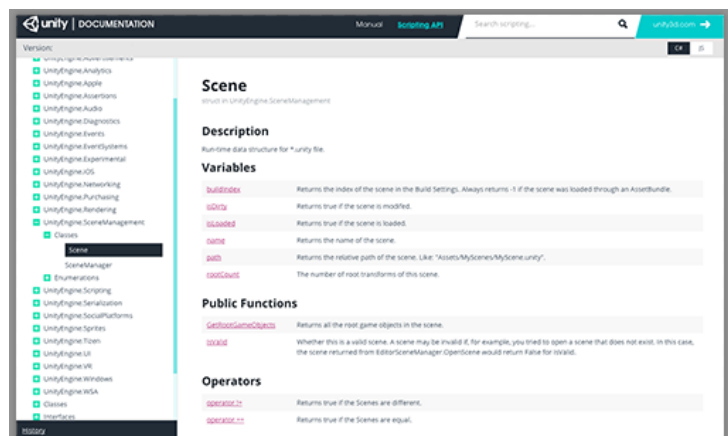 unity | DOCUMENTATION
Manual
Scripting API
Search scripting...
unity3d.com
Version:
C#
JS
UnityEngine.Advertisements
UnityEngine.Analytics
UnityEngine.Apple
UnityEngine.Assertions
UnityEngine.Audio
UnityEngine.Diagnostics
UnityEngine.Events
UnityEngine.EventSystems
UnityEngine.Experimental
UnityEngine.iOS
UnityEngine.Networking
UnityEngine.Purchasing
UnityEngine.Rendering
UnityEngine.SceneManagement
Classes
Scene
SceneManager
Enumerations
UnityEngine.Scripting
UnityEngine.Serialization
UnityEngine.SocialPlatforms
UnityEngine.Sprites
UnityEngine.Tizen
UnityEngine.UI
UnityEngine.VR
UnityEngine.Windows
UnityEngine.WSA
Classes
Interfaces
History
Scene
struct in UnityEngine.SceneManagement
Description
Run-time data structure for *.unity file.
Variables
buildIndex Returns the index of the scene in the Build Settings. Always returns -1 if the scene was loaded through an AssetBundle.
isDirty Returns true if the scene is modifed.
isLoaded Returns true if the scene is loaded.
name Returns the name of the scene.
path Returns the relative path of the scene. Like: "Assets/MyScenes/MyScene.unity".
rootCount The number of root transforms of this scene.
Public Functions
GetRootGameObjects Returns all the root game objects in the scene.
IsValid Whether this is a valid scene. A scene may be invalid if, for example, you tried to open a scene that does not exist. In this case,
the scene returned from EditorSceneManager.OpenScene would return False for IsValid.
Operators
operator != Returns true if the Scenes are different.
operator == Returns true if the Scenes are equal.